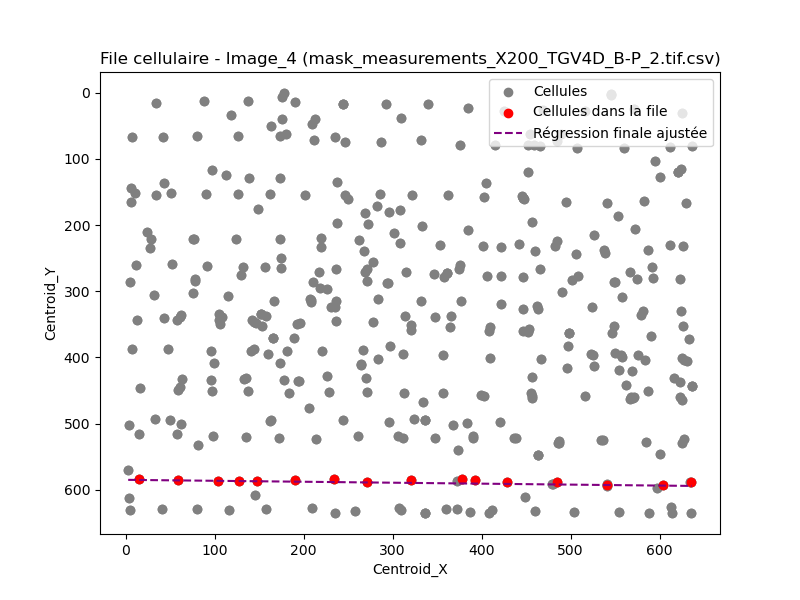 File cellulaire - Image_4 (mask_measurements_X200_TGV4D_B-P_2.tif.csv)
Cellules
Cellules dans la file
Régression finale ajustée
0
100
200
300
400
500
600
Centroid_Y
0
100
200
300
400
500
600
Centroid_X